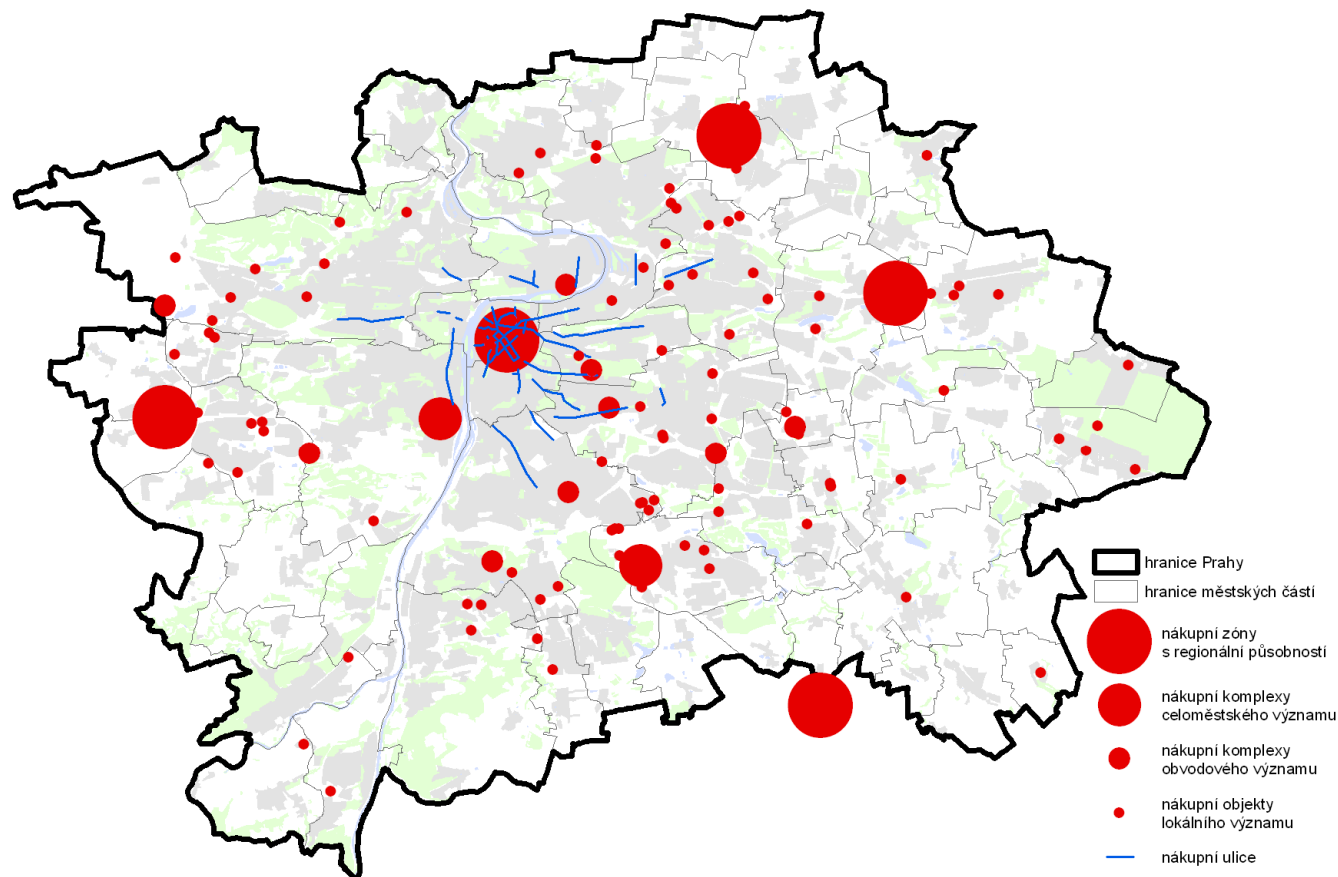 hranice Prahy
hranice městských částí
nákupní zóny
s regionální působností
nákupní komplexy
celoměstského významu
nákupní komplexy
obvodového významu
nákupní objekty
lokálního významu
nákupní ulice